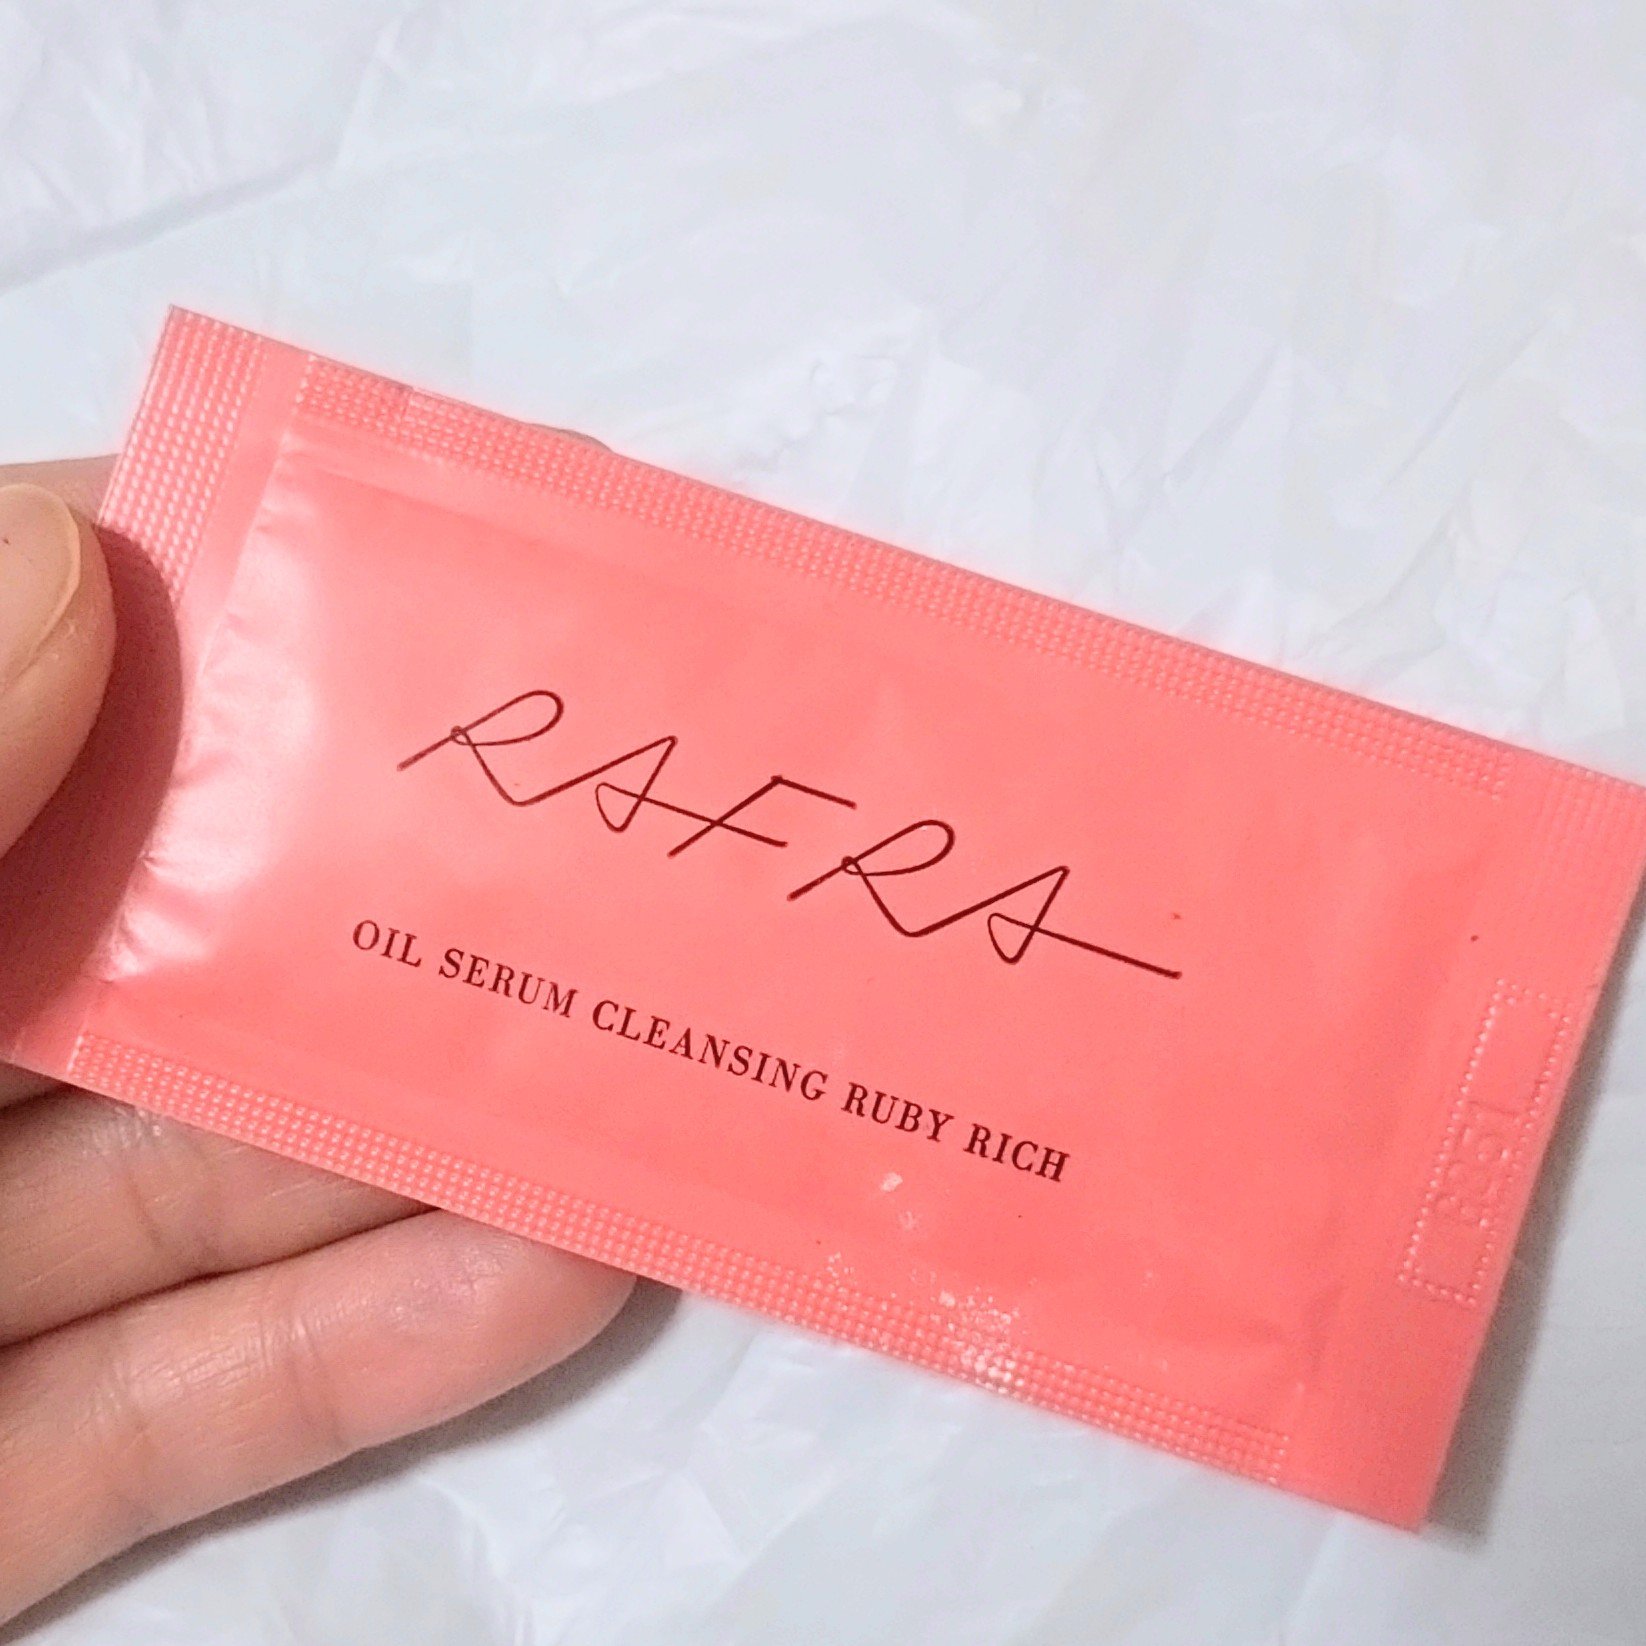 RAFRA
OIL SERUM CLEANSING RUBY RICH